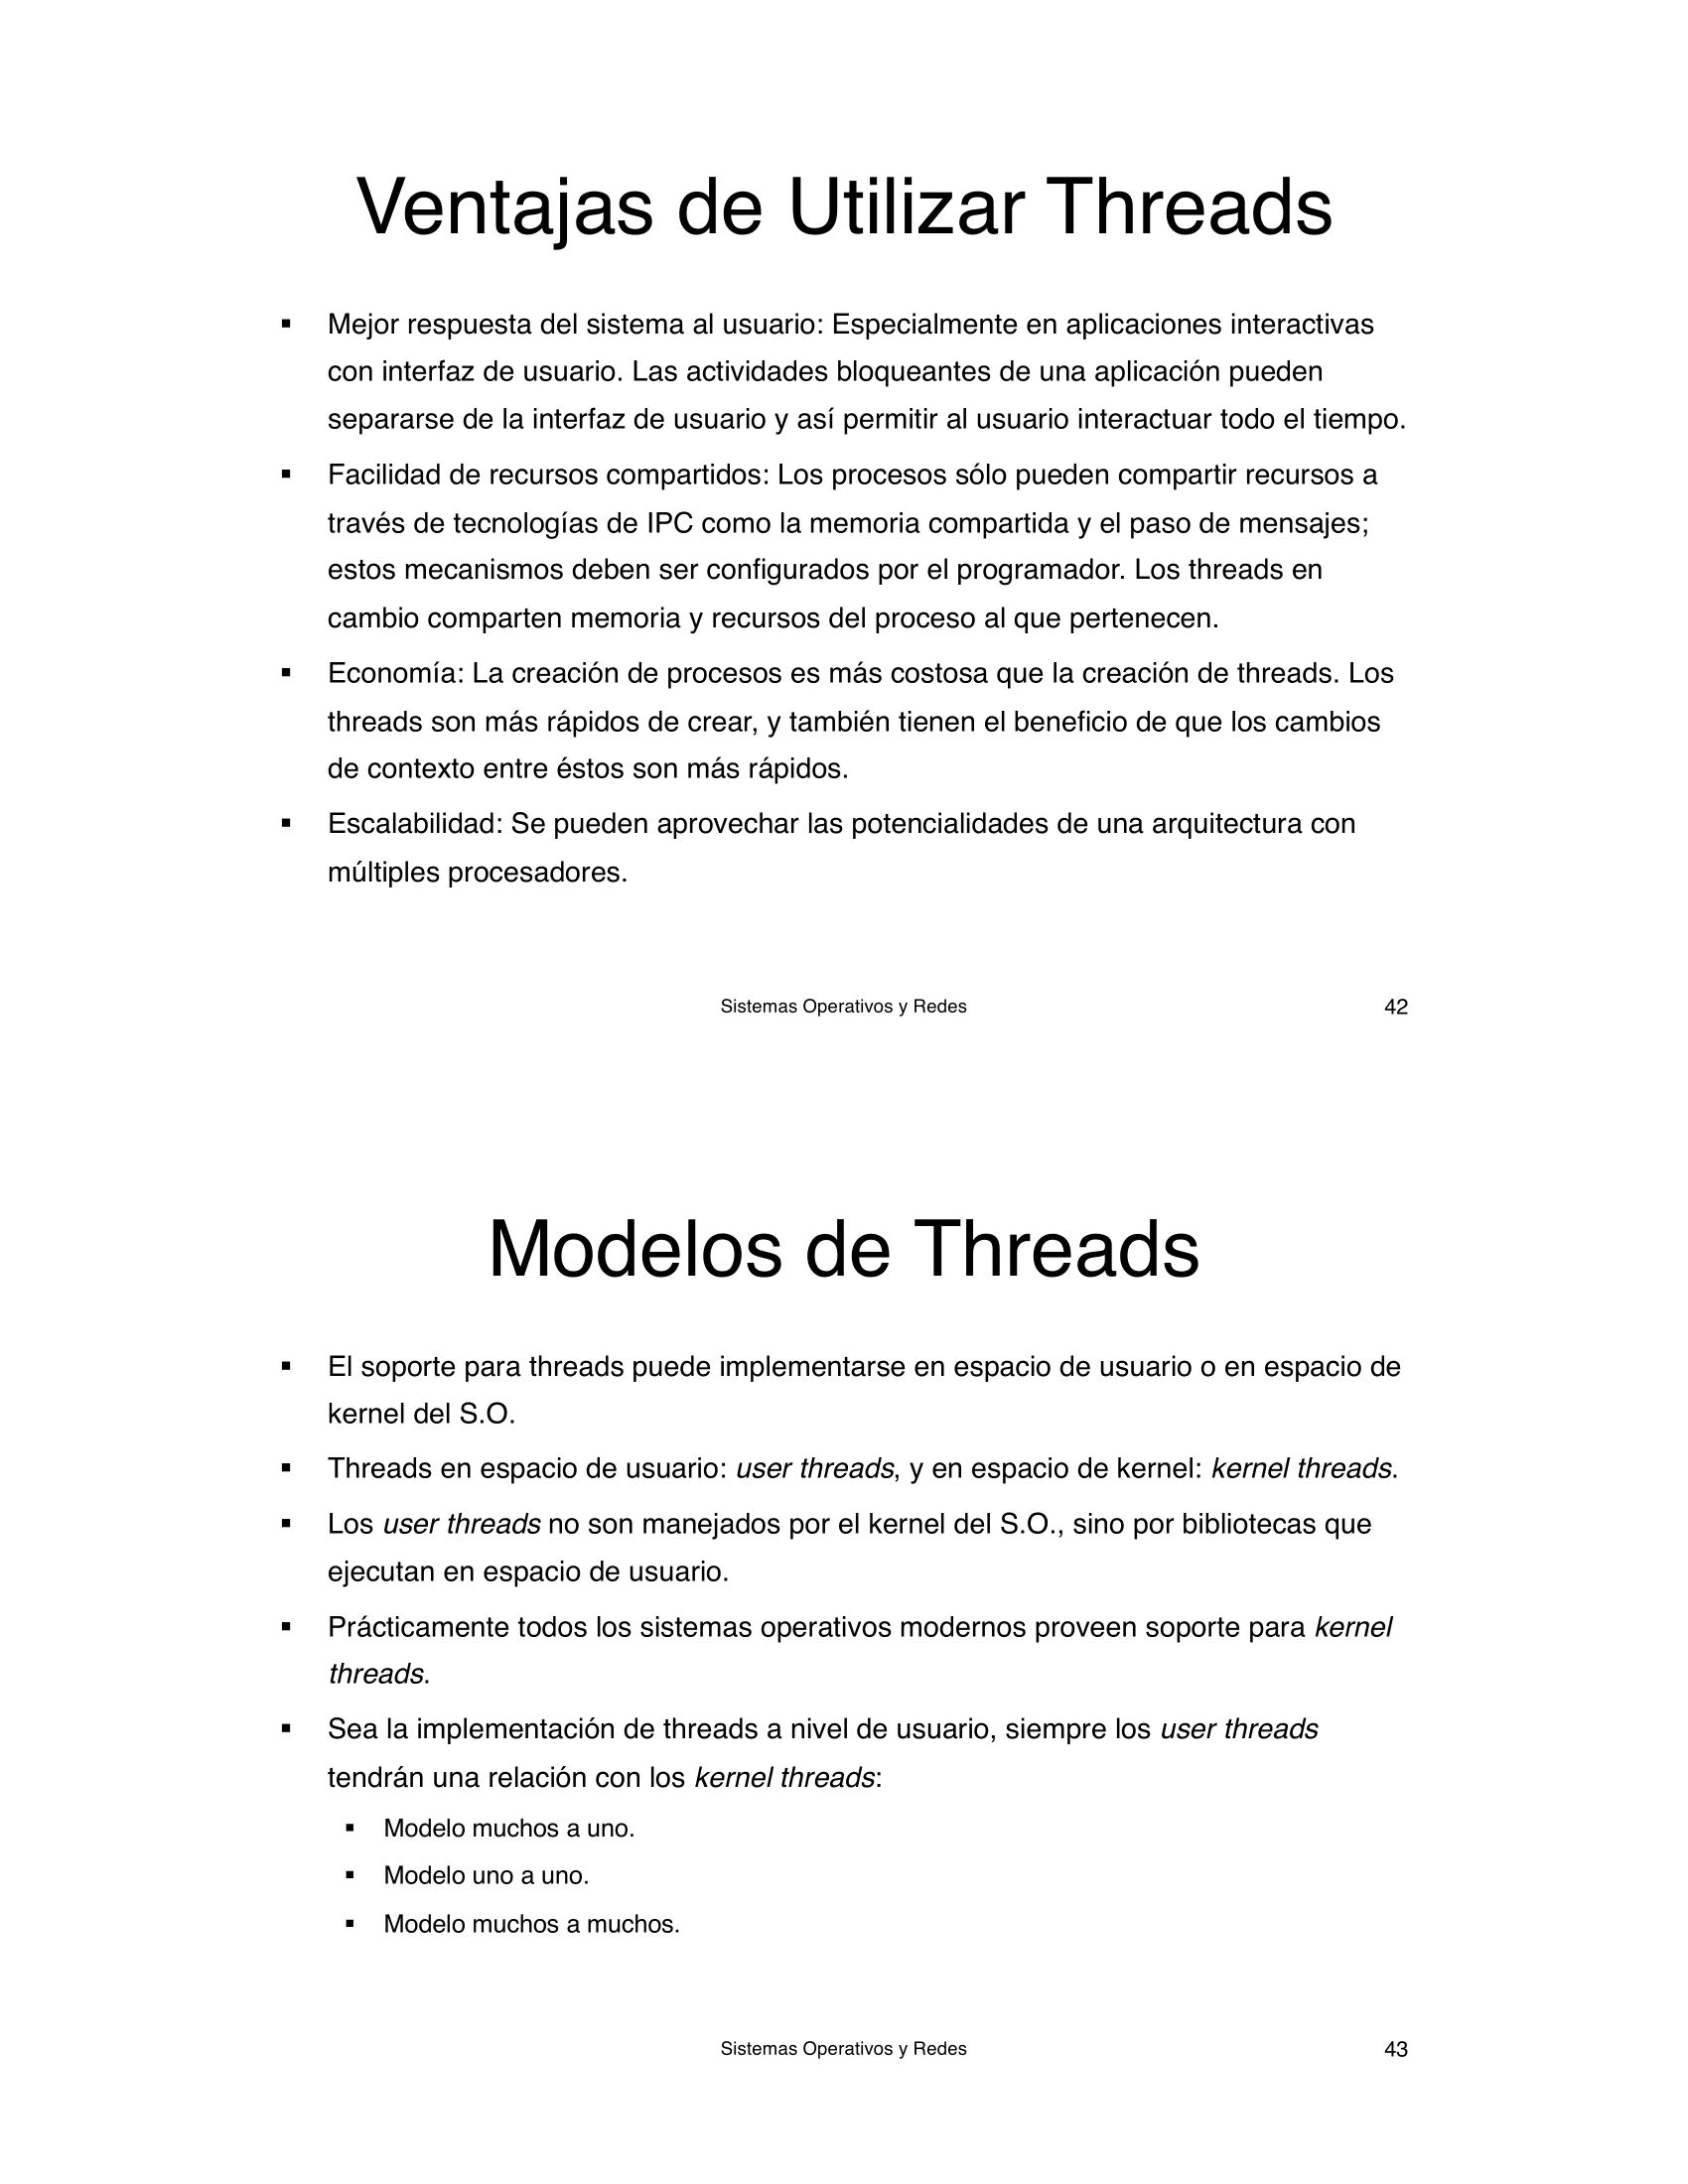 Ventajas de Utilizar Threads
▪ Mejor respuesta del sistema al usuario: Especialmente en aplicaciones interactivas
con interfaz de usuario. Las actividades bloqueantes de una aplicación pueden
separarse de la interfaz de usuario y así permitir al usuario interactuar todo el tiempo.
▪ Facilidad de recursos compartidos: Los procesos sólo pueden compartir recursos a
través de tecnologías de IPC como la memoria compartida y el paso de mensajes;
estos mecanismos deben ser configurados por el programador. Los threads en
cambio comparten memoria y recursos del proceso al que pertenecen.
▪ Economía: La creación de procesos es más costosa que la creación de threads. Los
threads son más rápidos de crear, y también tienen el beneficio de que los cambios
de contexto entre éstos son más rápidos.
▪ Escalabilidad: Se pueden aprovechar las potencialidades de una arquitectura con
múltiples procesadores.
Sistemas Operativos y Redes 42
Modelos de Threads
▪ El soporte para threads puede implementarse en espacio de usuario o en espacio de
kernel del S.O.
▪ Threads en espacio de usuario: user threads, y en espacio de kernel: kernel threads.
▪ Los user threads no son manejados por el kernel del S.O., sino por bibliotecas que
ejecutan en espacio de usuario.
▪ Prácticamente todos los sistemas operativos modernos proveen soporte para kernel
threads.
▪ Sea la implementación de threads a nivel de usuario, siempre los user threads
tendrán una relación con los kernel threads:
▪ Modelo muchos a uno.
▪ Modelo uno a uno.
▪ Modelo muchos a muchos.
Sistemas Operativos y Redes 43